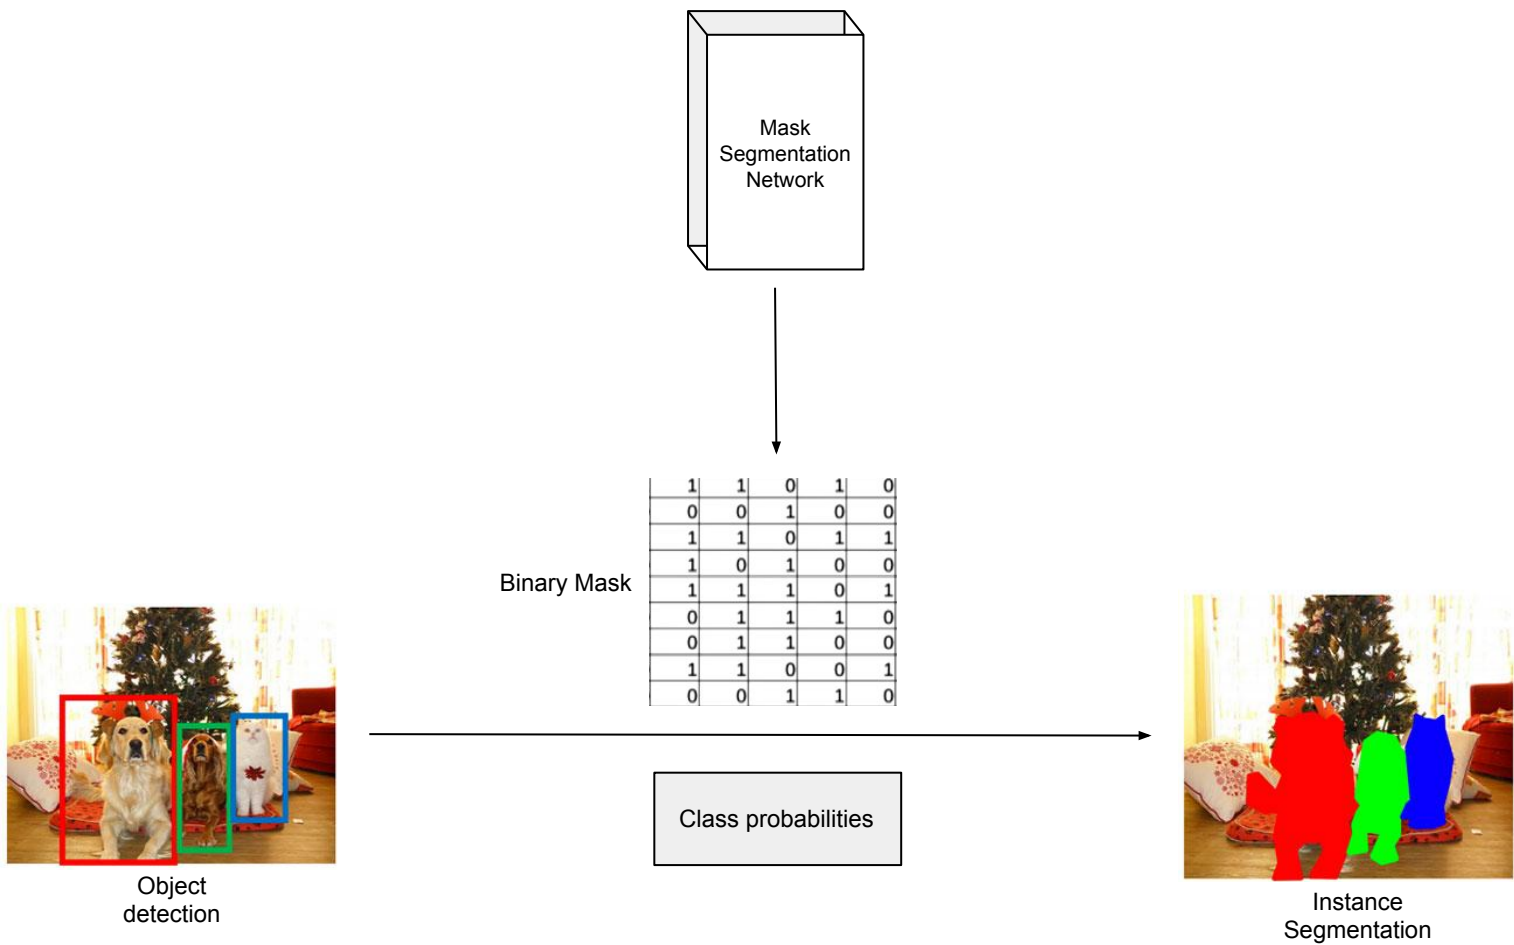 Mask
Segmentation
Network
1 1 0 1 0
0 0 1 0 0
1 1 0 1 1
1 0 1 0 0
Binary Mask
1 1 1 0 1
0 1 1 1 0
0 1 1 0 0
1 1 0 0 1
0 0 1 1 0
Class probabilities
Object
detection
Instance
Segmentation